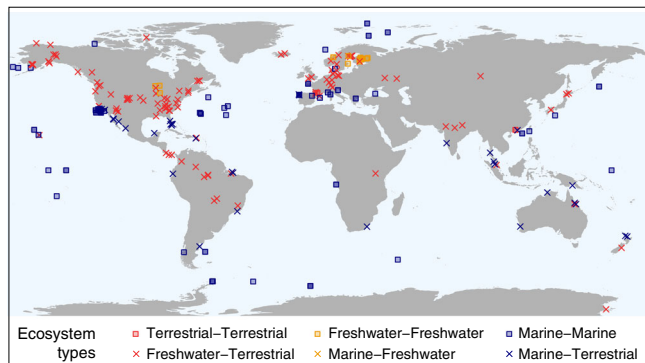 Ecosystem types
Terrestrial–Terrestrial
Freshwater–Freshwater
Marine–Marine
Freshwater–Terrestrial
Marine–Freshwater
Marine–Terrestrial